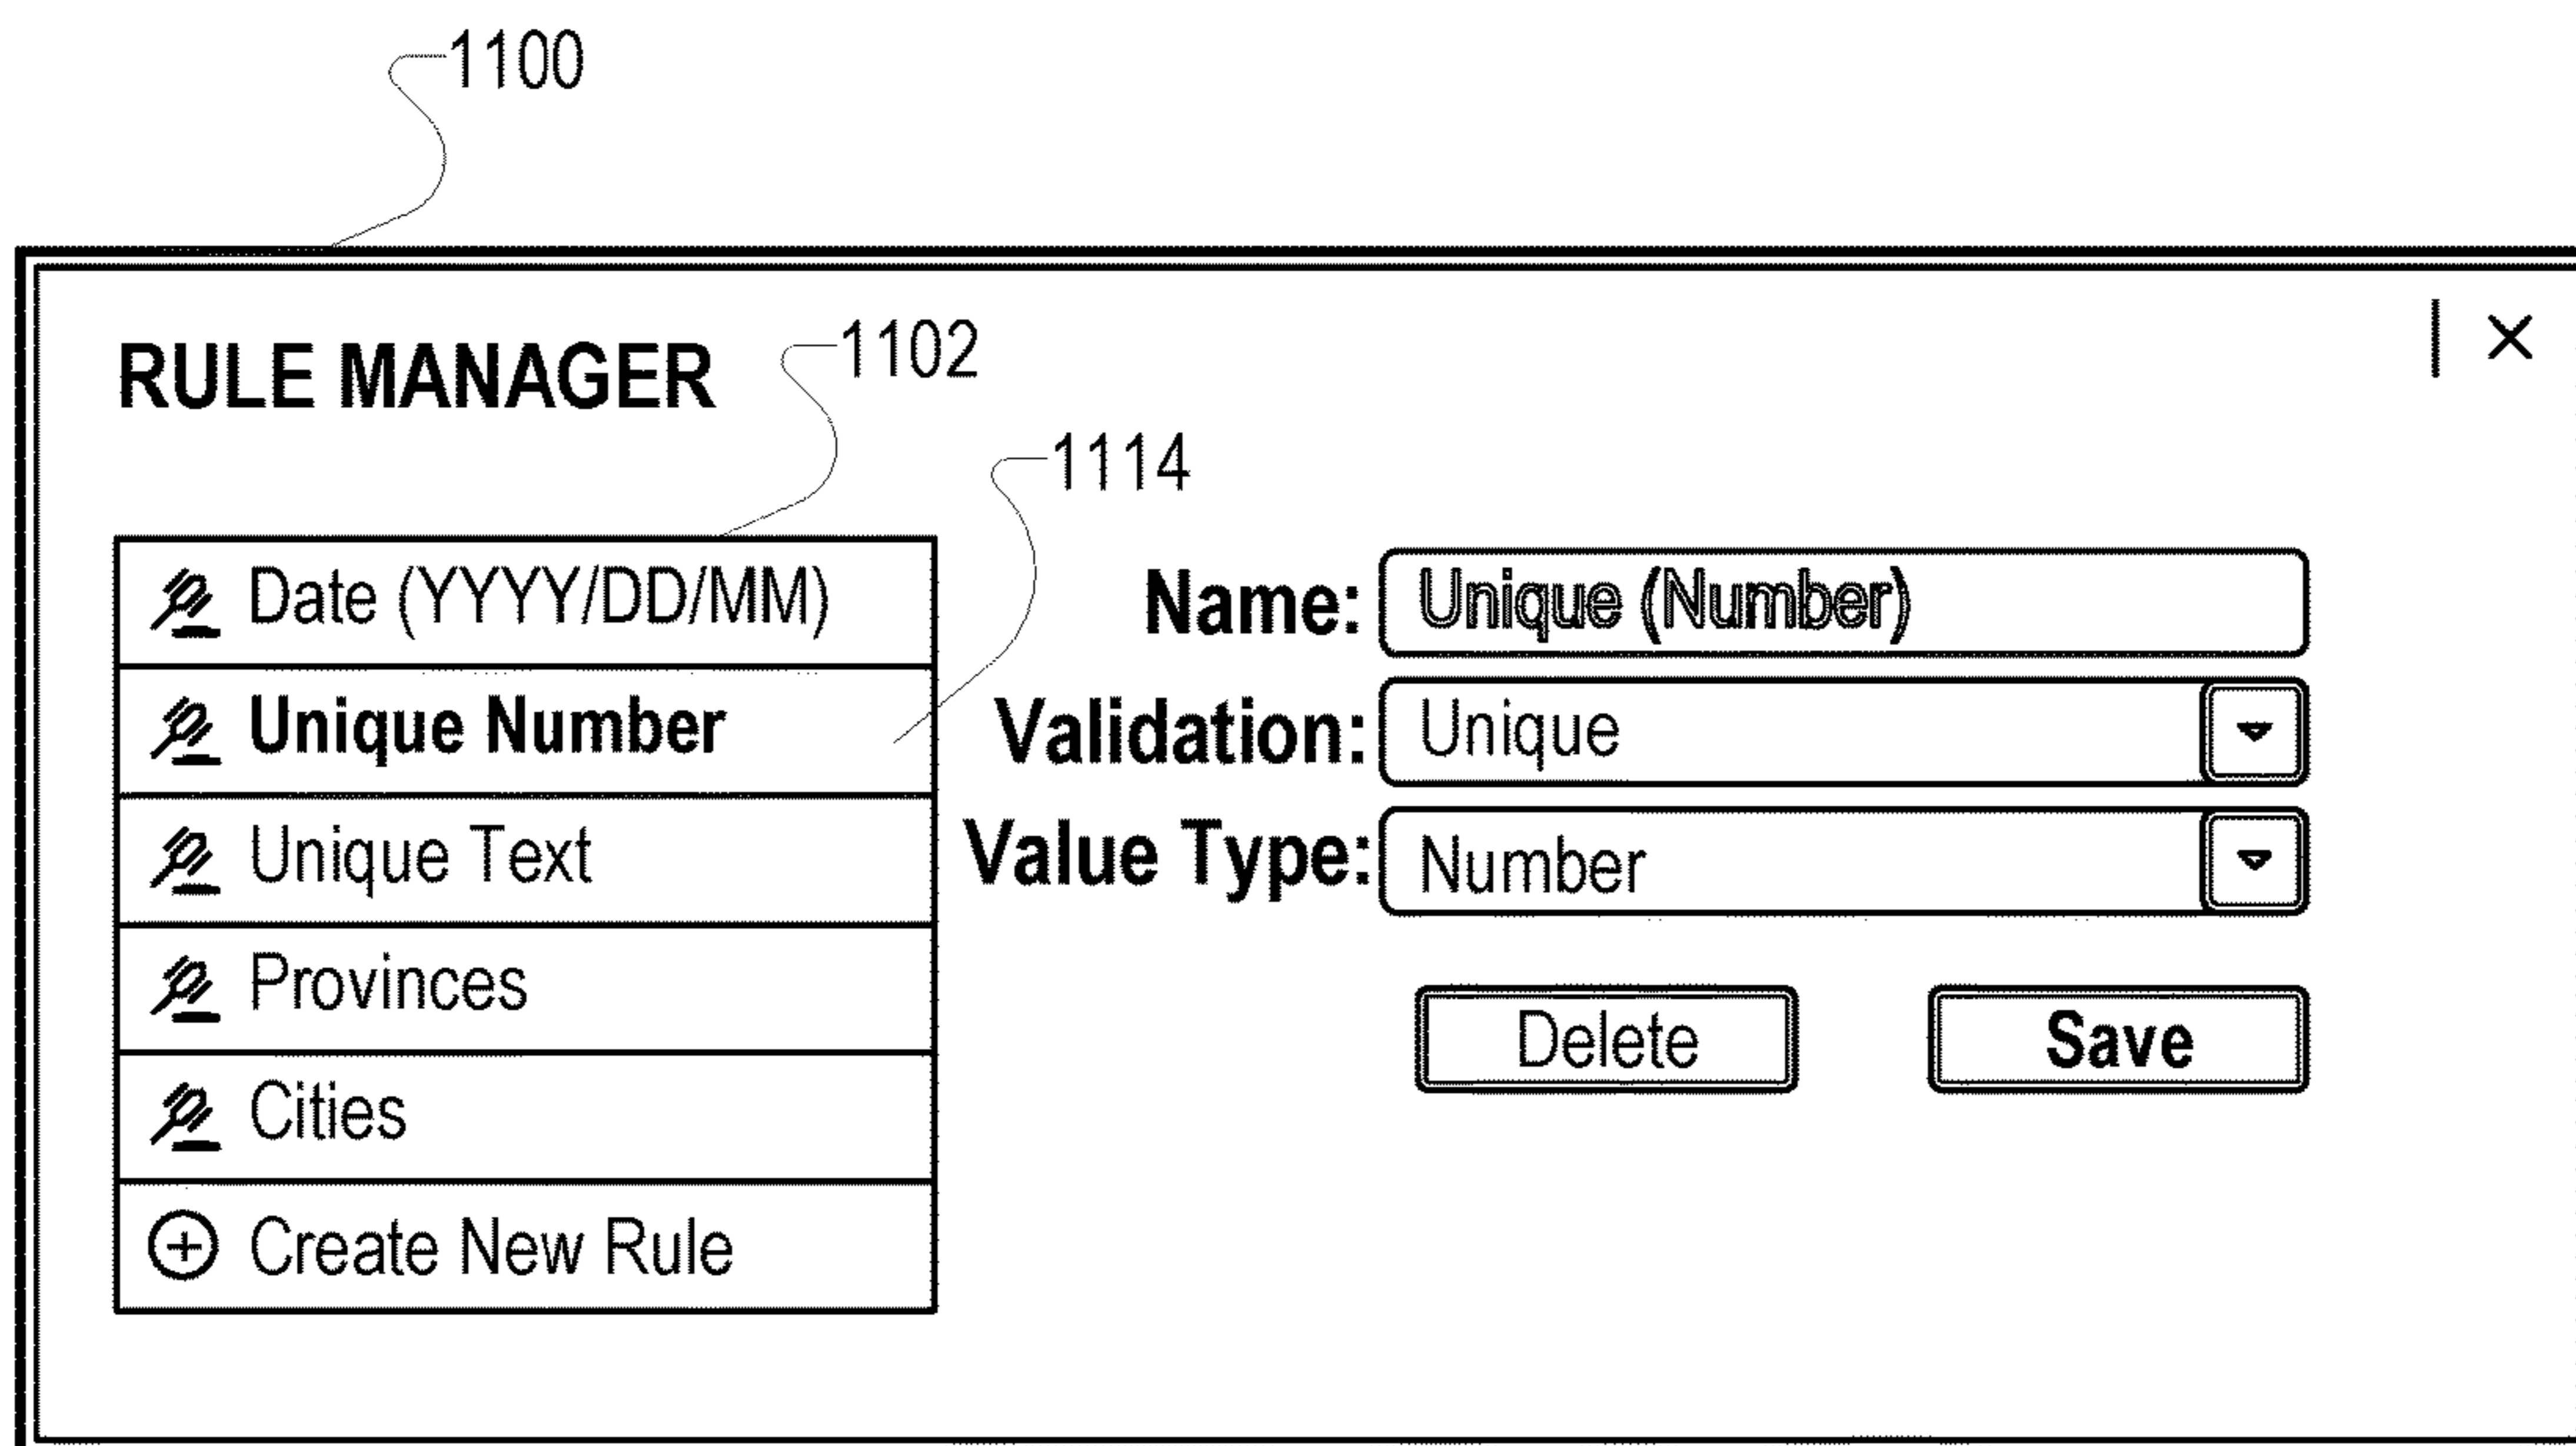 1100
RULE MANAGER
1102
×
1114
Date (YYYY/DD/MM)
Unique Number
Unique Text
Provinces
Cities
Create New Rule
Name: Unique (Number)
Validation: Unique
Value Type: Number
Delete
Save